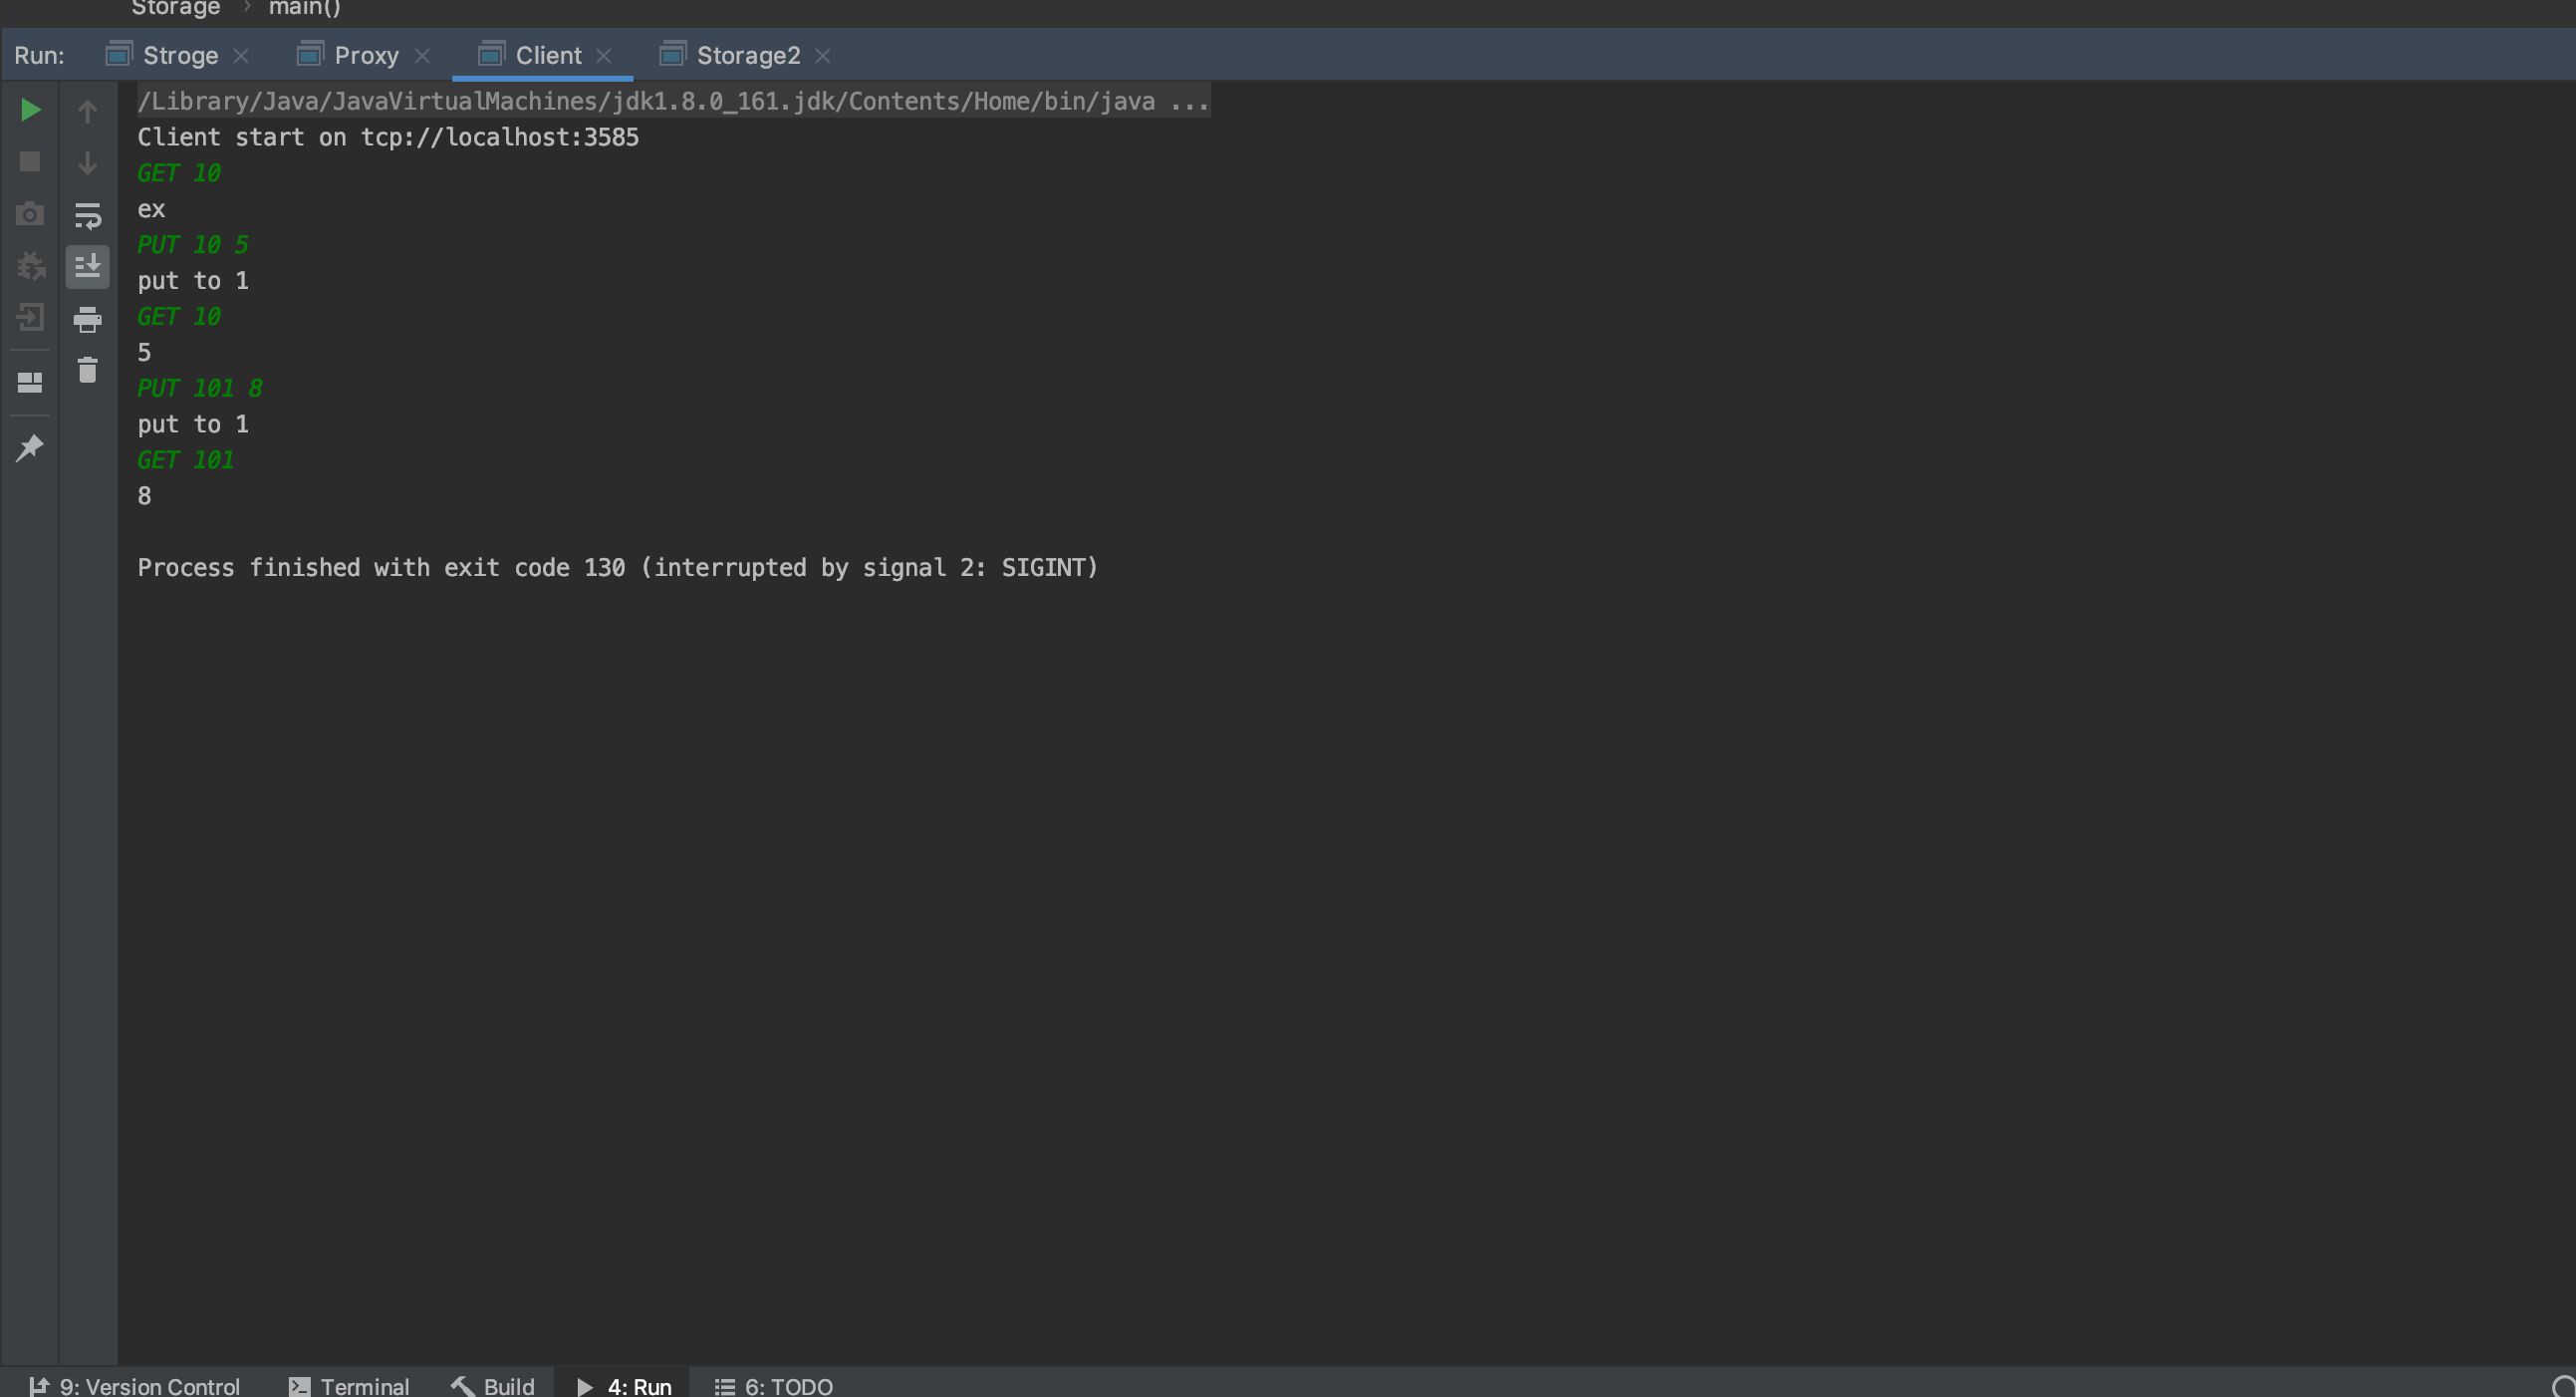 Storage › main()
Run: Stroge Proxy Client Storage2
/Library/Java/JavaVirtualMachines/jdk1.8.0_161.jdk/Contents/Home/bin/java ...
Client start on tcp://localhost:3585
GET 10
ex
PUT 10 5
put to 1
GET 10
5
PUT 101 8
put to 1
GET 101
8
Process finished with exit code 130 (interrupted by signal 2: SIGINT)
9: Version Control Terminal Build 4: Run 6: TODO